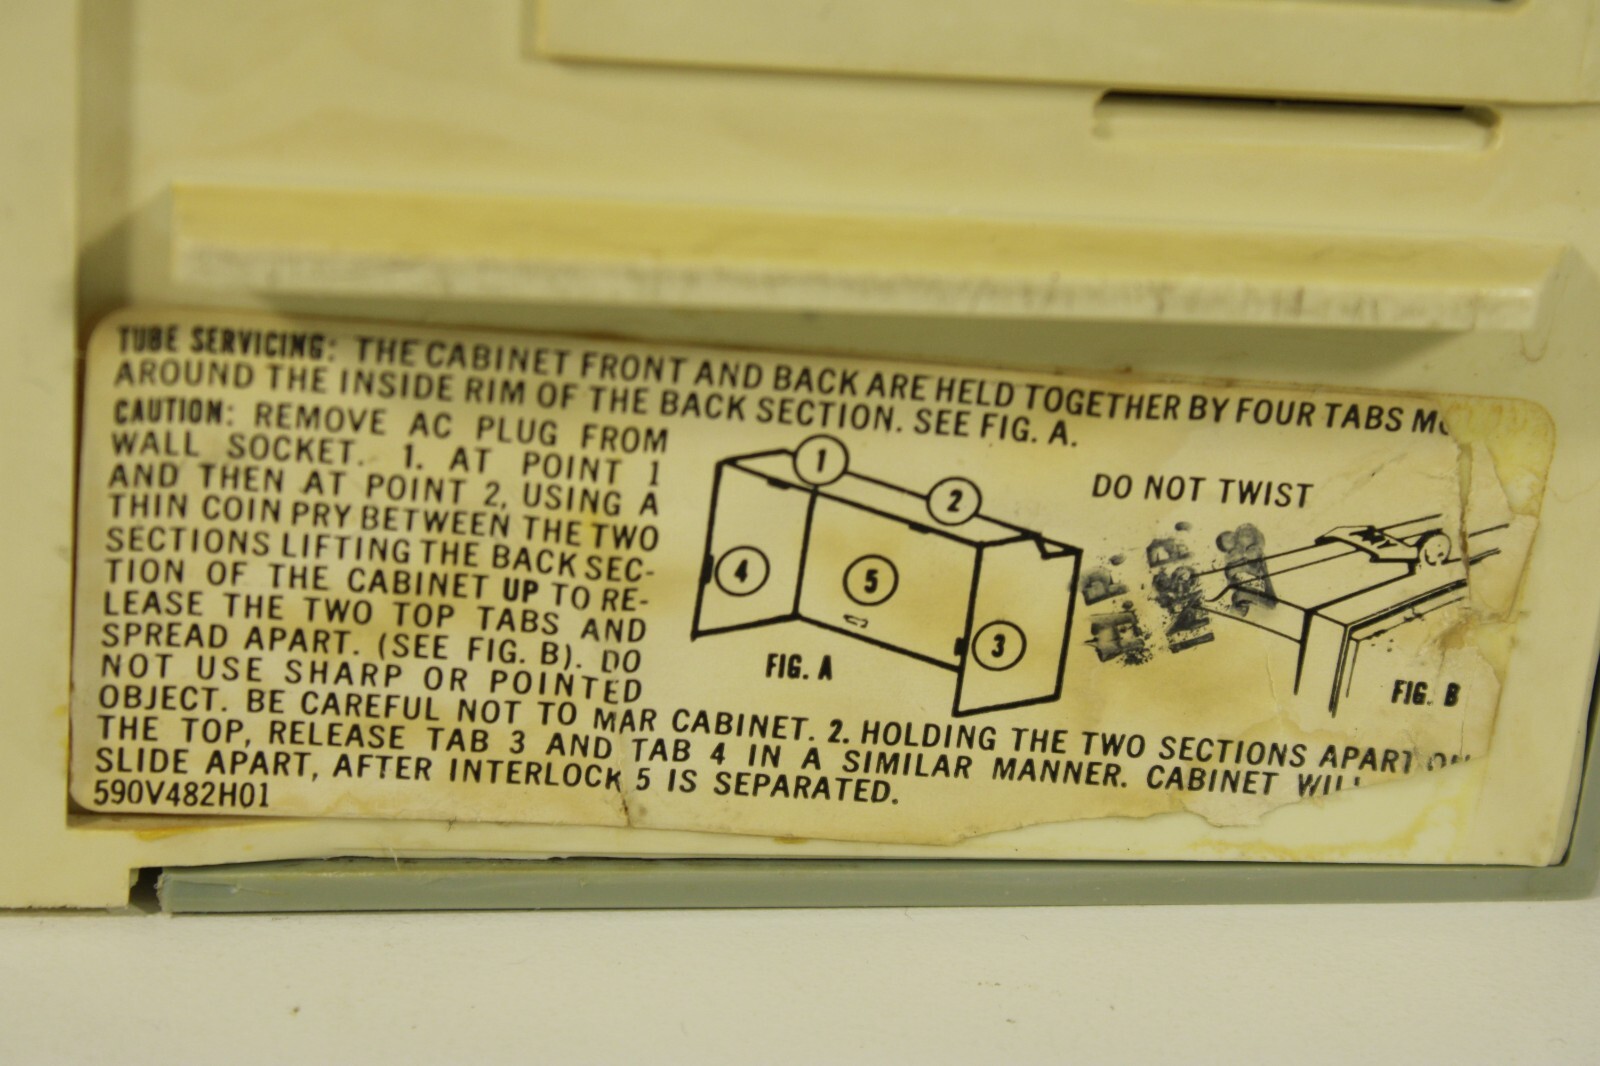 TUBE SERVICING: THE CABINET FRONT AND BACK ARE HELD TOGETHER BY FOUR TABS
AROUND THE INSIDE RIM OF THE BACK SECTION. SEE FIG. A.
CAUTION: REMOVE AC PLUG FROM
WALL SOCKET. 1. AT POINT 1
AND THEN AT POINT 2, USING A
THIN COIN PRY BETWEEN THE TWO
SECTIONS LIFTING THE BACK SEC-
TION OF THE CABINET UP TO RE-
LEASE THE TWO TOP TABS AND
SPREAD APART. (SEE FIG. B). DO
NOT USE SHARP OR POINTED
OBJECT. BE CAREFUL NOT TO MAR CABINET. 2. HOLDING THE TWO SECTIONS APART ON
THE TOP, RELEASE TAB 3 AND TAB 4 IN A SIMILAR MANNER. CABINET WILL
SLIDE APART, AFTER INTERLOCK 5 IS SEPARATED.
590V482H01
1
2
4
5
3
FIG. A
DO NOT TWIST
FIG. B